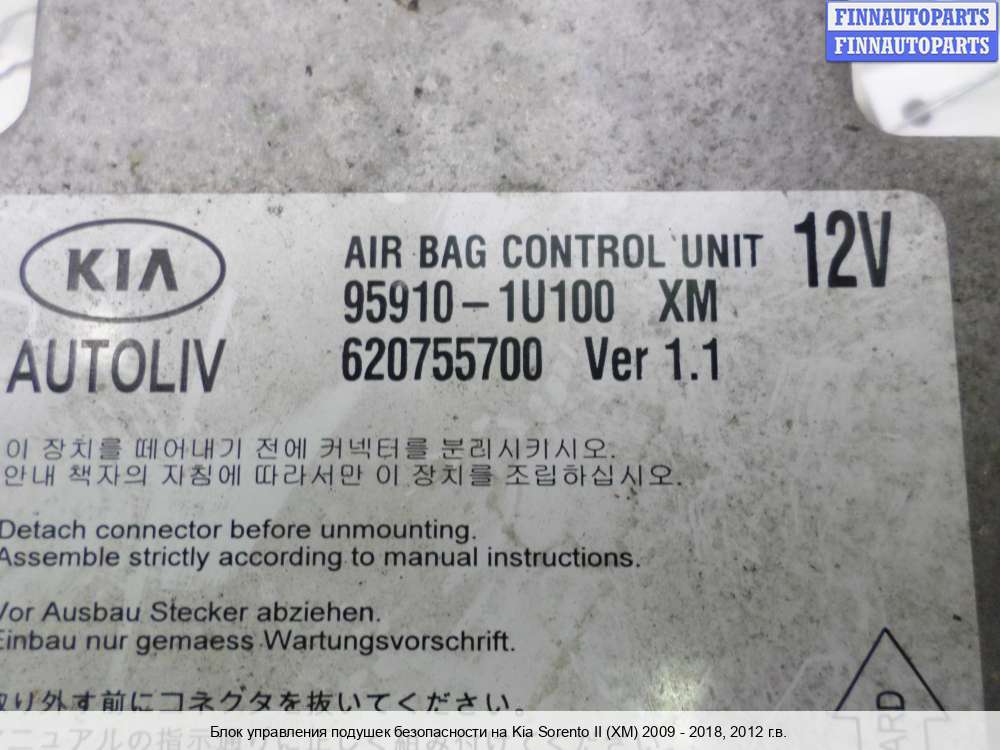 FINNAUTOPARTS
FINNAUTOPARTS
KIA
AUTOLIV
AIR BAG CONTROL UNIT
12V
95910-1U100 XM
620755700 Ver 1.1
이 장치를 떼어내기 전에 커넥터를 분리시키시오.
안내 책자의 지침에 따라서만 이 장치를 조립하십시오.
Detach connector before unmounting.
Assemble strictly according to manual instructions.
Vor Ausbau Stecker abziehen.
Einbau nur gemaess Wartungsvorschrift.
取り外す前にコネクタを抜いてください。
Блок управления подушек безопасности на Kia Sorento II (XM) 2009 - 2018, 2012 г.в.